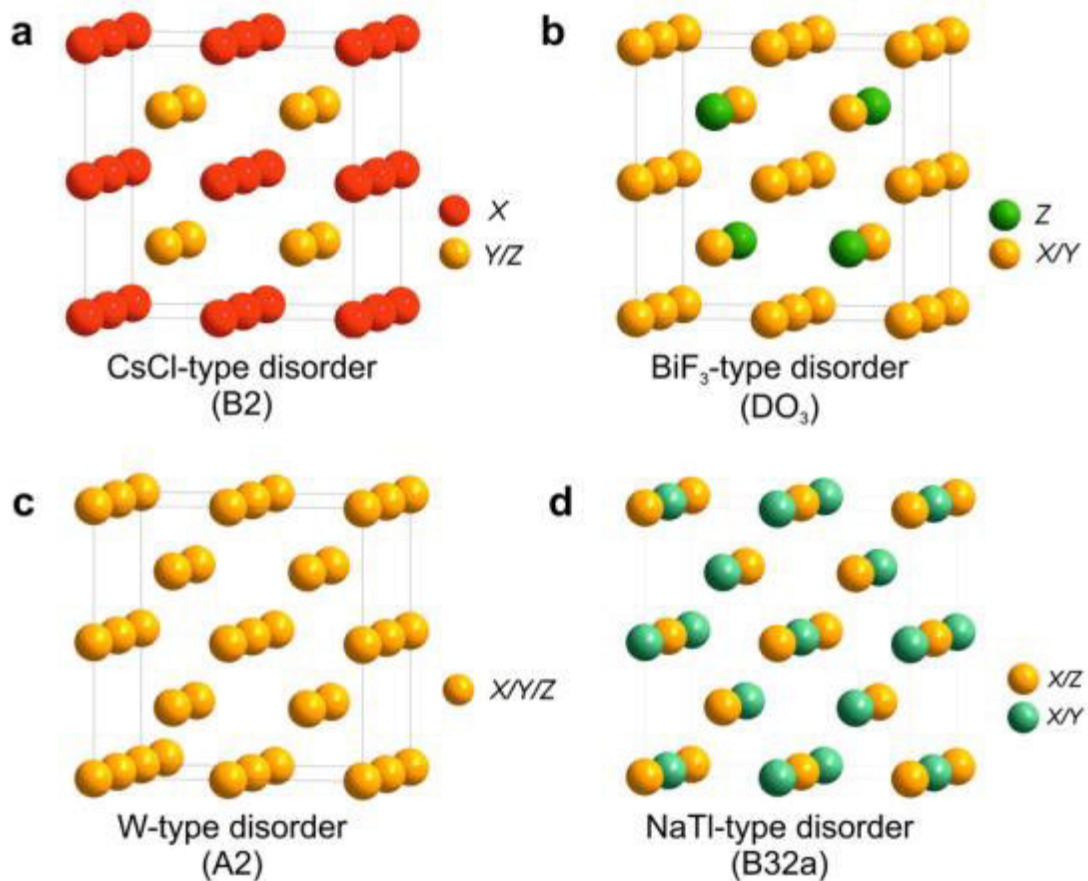 a
X
Y/Z
CsCl-type disorder
(B2)
b
Z
X/Y
BiF₃-type disorder
(DO₃)
c
X/Y/Z
W-type disorder
(A2)
d
X/Z
X/Y
NaTl-type disorder
(B32a)